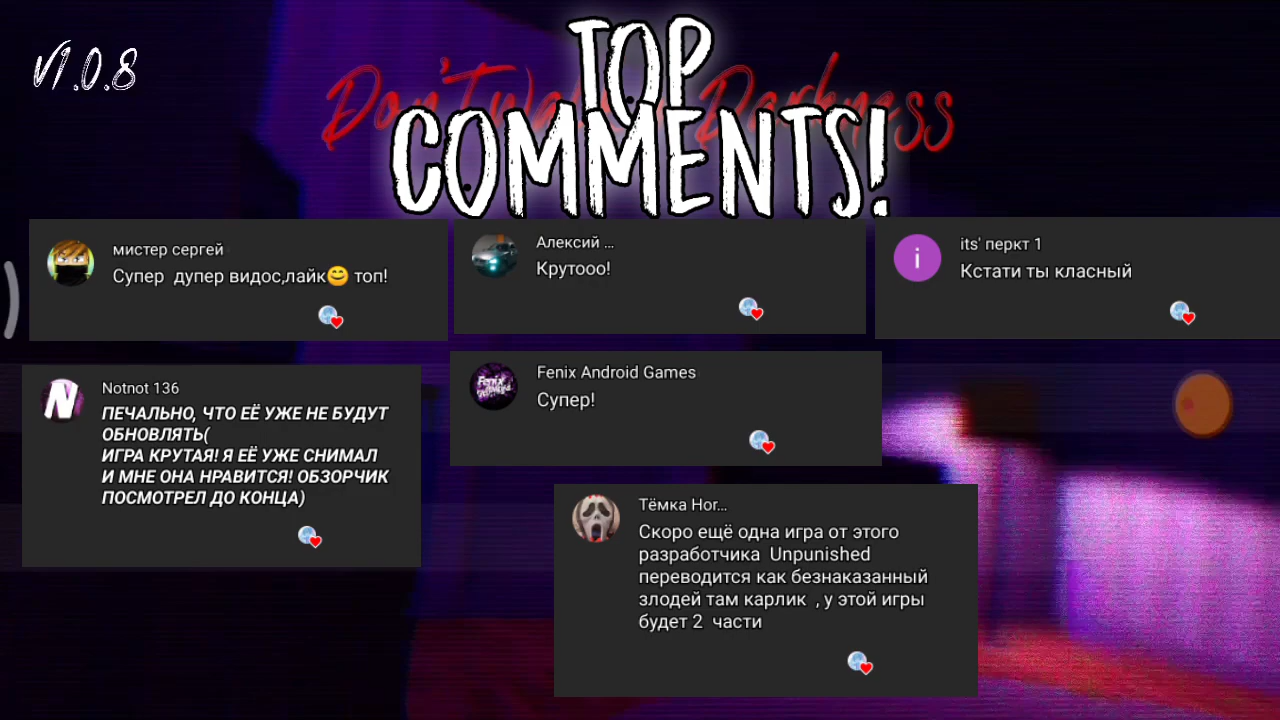 v1.0.8
TOP
Don't Darkness
COMMENTS!
мистер сергей
Супер дупер видос,лайк😊 топ!
Алексий ...
Крутооо!
its' перкт 1
Кстати ты класный
Notnot 136
ПЕЧАЛЬНО, ЧТО ЕЁ УЖЕ НЕ БУДУТ
ОБНОВЛЯТЬ(
ИГРА КРУТАЯ! Я ЕЁ УЖЕ СНИМАЛ
И МНЕ ОНА НРАВИТСЯ! ОБЗОРЧИК
ПОСМОТРЕЛ ДО КОНЦА)
Fenix Android Games
Супер!
Тёмка Hor...
Скоро ещё одна игра от этого
разработчика Unpunished
переводится как безнаказанный
злодей там карлик , у этой игры
будет 2 части